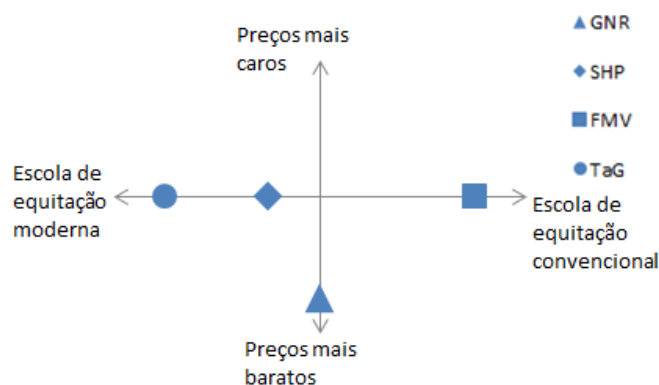 Preços mais
caros
GNR
SHP
FMV
TaG
Escola de
equitação
moderna
Escola de
equitação
convencional
Preços mais
baratos